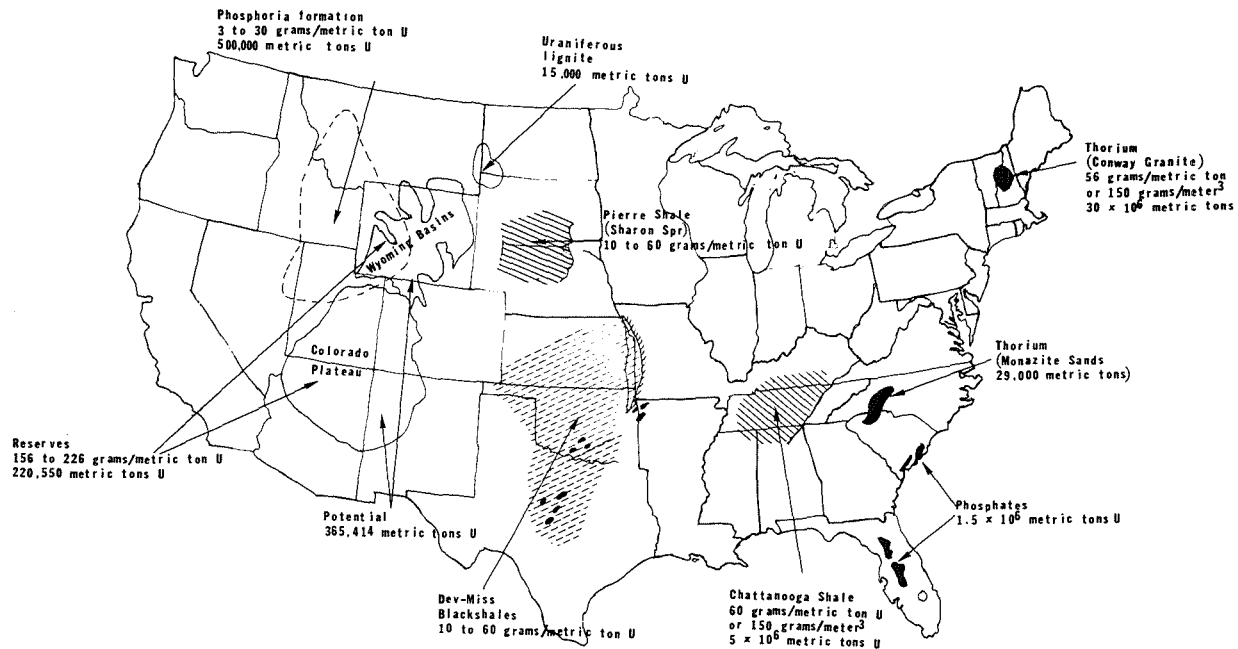 Phosphoria formation
3 to 30 grams/metric ton U
500,000 metric tons U
Uraniferous
lignite
15,000 metric tons U
Thorium
(Conway Granite)
56 grams/metric ton
or 150 grams/meter³
30 × 10⁶ metric tons
Pierre Shale
(Sharon Spr)
10 to 60 grams/metric ton U
Wyoming Basins
Colorado
Plateau
Thorium
(Monazite Sands
29,000 metric tons)
Reserves
156 to 226 grams/metric ton U
220,550 metric tons U
Potential
365,414 metric tons U
Phosphates
1.5 × 10⁶ metric tons U
Dev-Miss
Blackshales
10 to 60 grams/metric ton U
Chattanooga Shale
60 grams/metric ton U
or 150 grams/meter³
5 × 10⁶ metric tons U